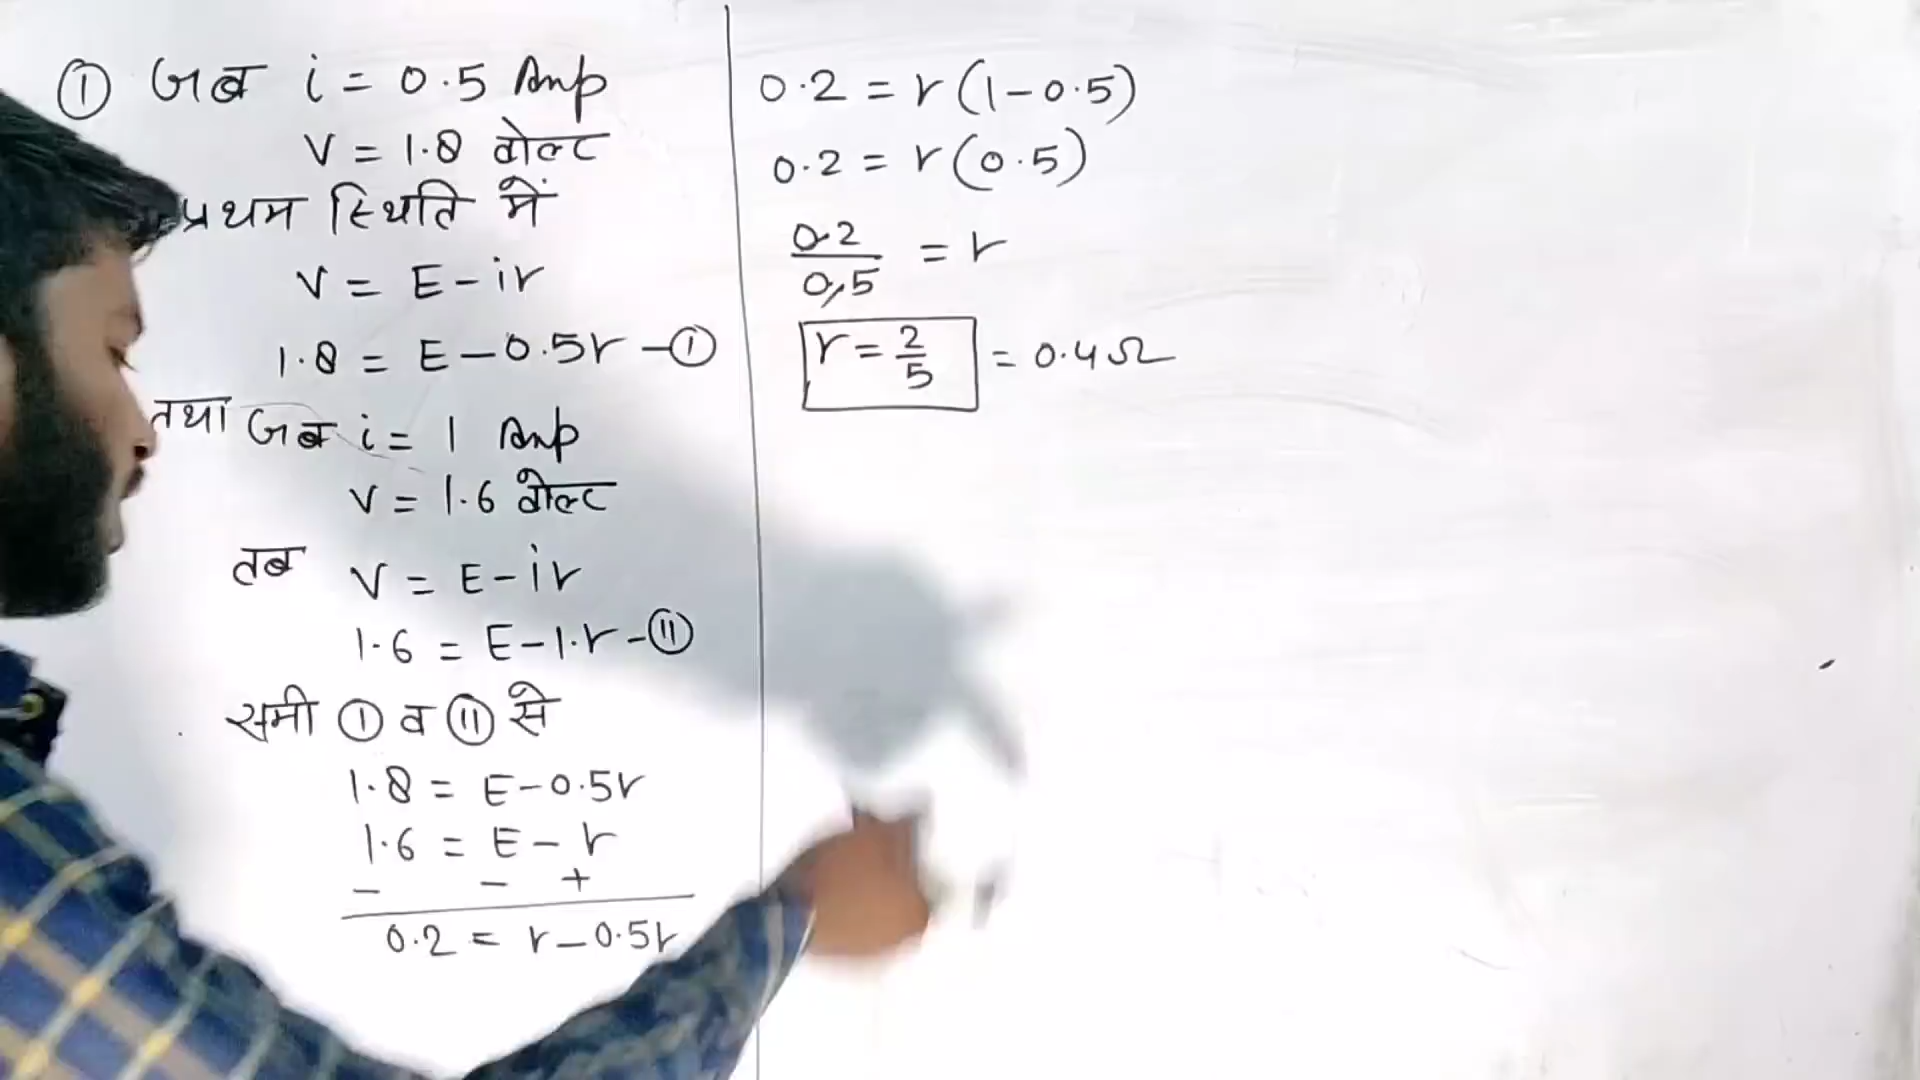 ① जब i = 0.5 Amp
V = 1.8 वोल्ट
प्रथम स्थिति में
V = E - ir
1.8 = E - 0.5r - ①
तथा जब i = 1 Amp
V = 1.6 वोल्ट
तब V = E - ir
1.6 = E - 1.r - ⑪
समी ① व ⑪ से
1.8 = E - 0.5r
1.6 = E - r
- - +
0.2 = r - 0.5r
0.2 = r(1 - 0.5)
0.2 = r(0.5)
0.2/0.5 = r
r = 2/5 = 0.4Ω